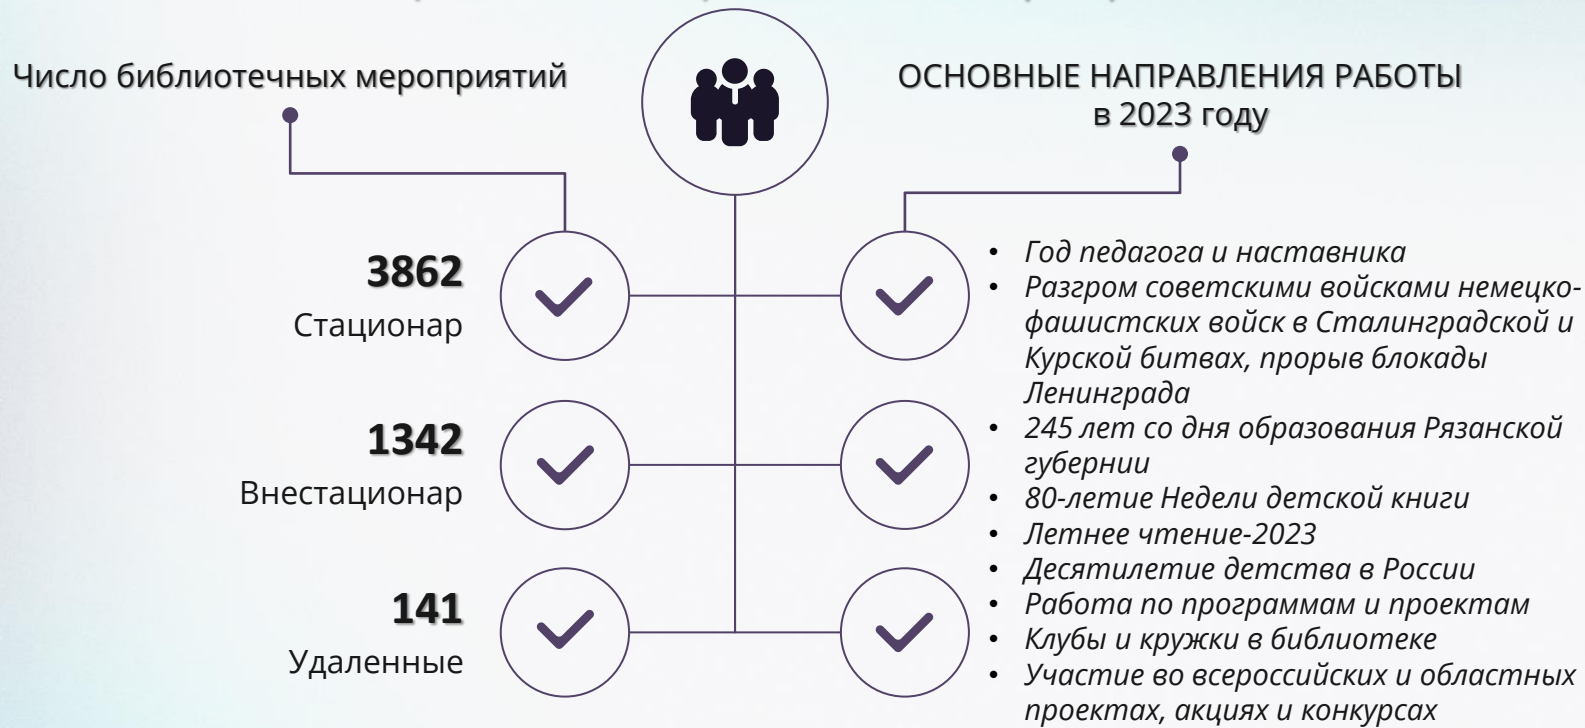 Число библиотечных мероприятий
3862
Стационар
1342
Внестационар
141
Удаленные
ОСНОВНЫЕ НАПРАВЛЕНИЯ РАБОТЫ
в 2023 году
• Год педагога и наставника
• Разгром советскими войсками немецко-
фашистских войск в Сталинградской и
Курской битвах, прорыв блокады
Ленинграда
• 245 лет со дня образования Рязанской
губернии
• 80-летие Недели детской книги
• Летнее чтение-2023
• Десятилетие детства в России
• Работа по программам и проектам
• Клубы и кружки в библиотеке
• Участие во всероссийских и областных
проектах, акциях и конкурсах